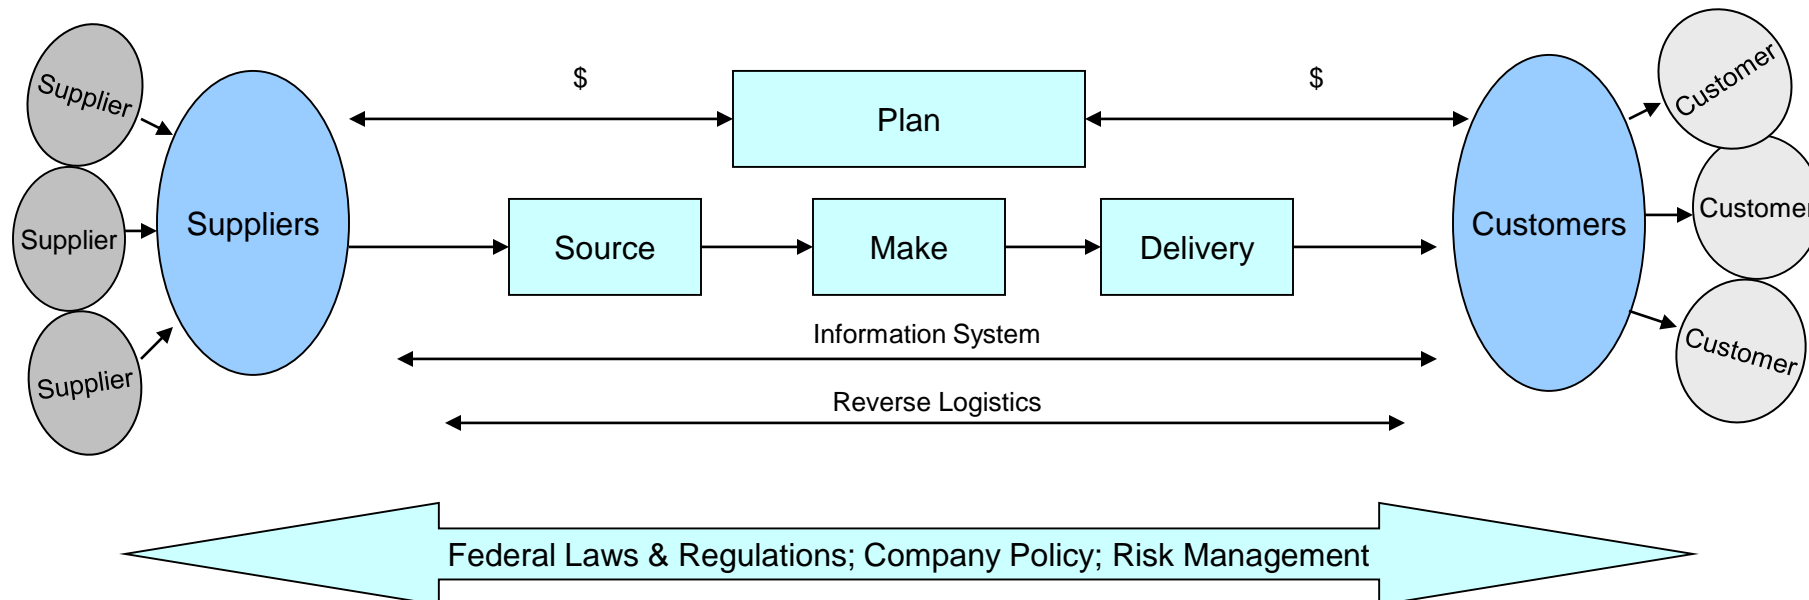 Supplier
Supplier
Supplier
Suppliers
$
$
Plan
Source
Make
Delivery
Information System
Reverse Logistics
Customers
Customer
Customer
Customer
Federal Laws & Regulations; Company Policy; Risk Management